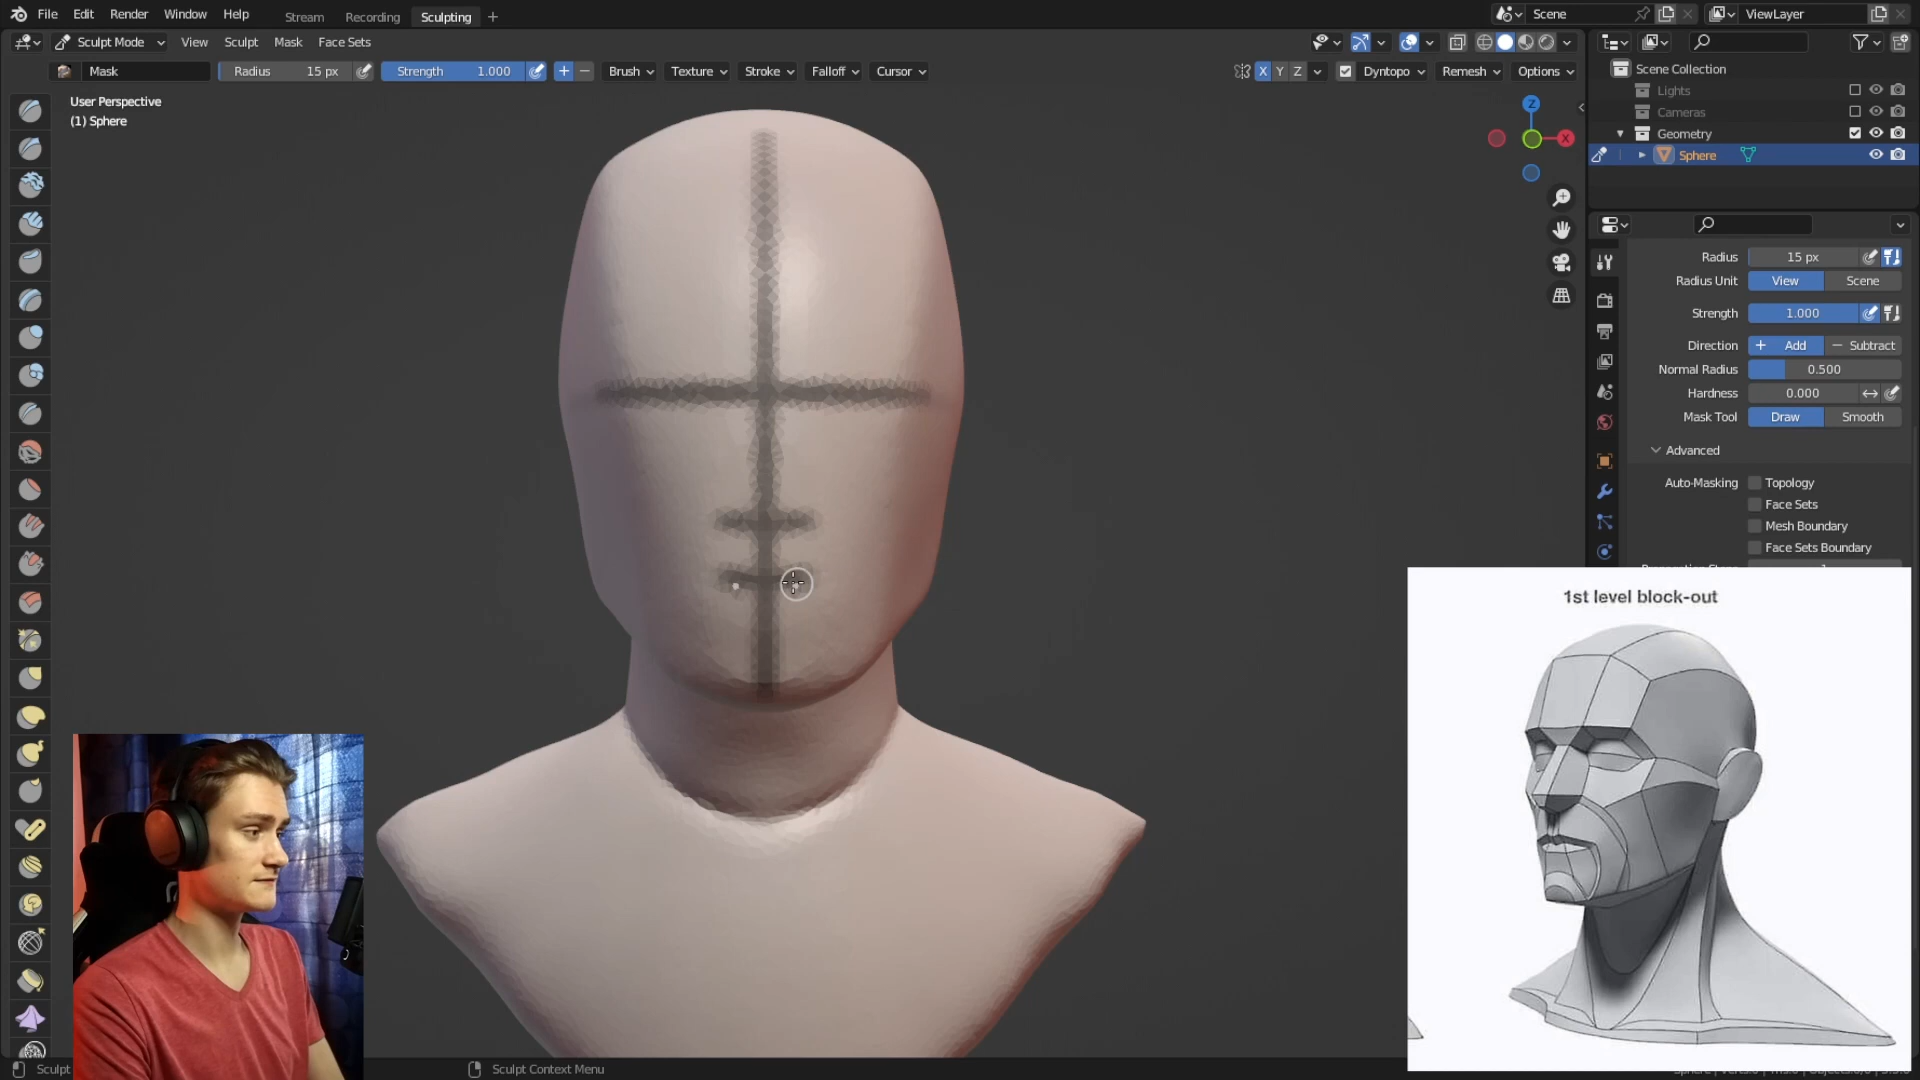 File Edit Render Window Help Stream Recording Sculpting +
Scene ViewLayer
Sculpt Mode View Sculpt Mask Face Sets
Mask Radius 15 px Strength 1.000 Brush Texture Stroke Falloff Cursor X Y Z Dyntopo Remesh Options
User Perspective
(1) Sphere
Z
X
Scene Collection
Lights
Cameras
Geometry
Sphere
Radius 15 px
Radius Unit View Scene
Strength 1.000
Direction + Add − Subtract
Normal Radius 0.500
Hardness 0.000
Mask Tool Draw Smooth
Advanced
Auto-Masking Topology
Face Sets
Mesh Boundary
Face Sets Boundary
1st level block-out
Sculpt Sculpt Context Menu